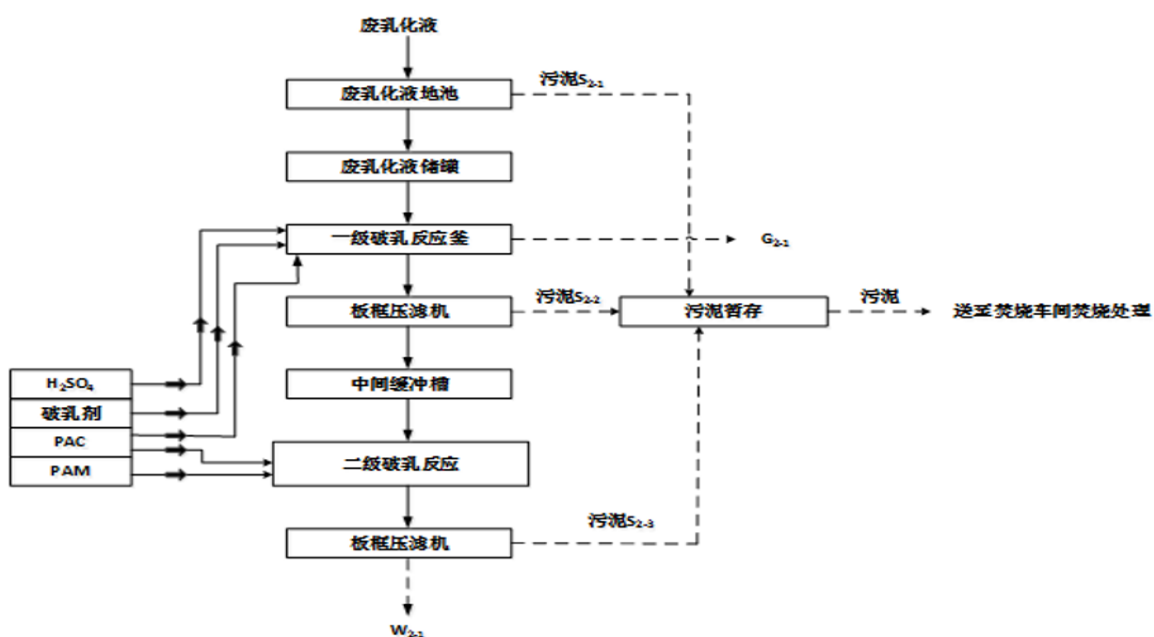 废乳化液
废乳化液地池
污泥S₂₋₁
废乳化液储罐
一级破乳反应釜
G₂₋₁
板框压滤机
污泥S₂₋₂
污泥暂存
污泥
送至焚烧车间焚烧处理
中间缓冲槽
H₂SO₄
破乳剂
PAC
PAM
二级破乳反应
板框压滤机
污泥S₂₋₃
W₂₋₁